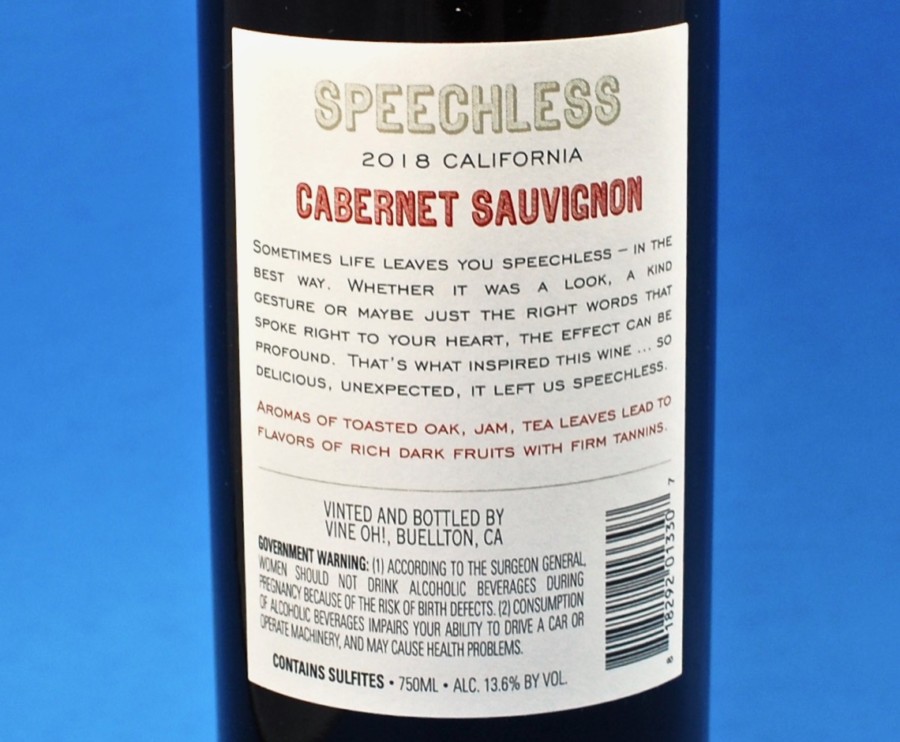 SPEECHLESS
2018 CALIFORNIA
CABERNET SAUVIGNON
SOMETIMES LIFE LEAVES YOU SPEECHLESS – IN THE
BEST WAY. WHETHER IT WAS A LOOK, A KIND
GESTURE OR MAYBE JUST THE RIGHT WORDS THAT
SPOKE RIGHT TO YOUR HEART, THE EFFECT CAN BE
PROFOUND. THAT'S WHAT INSPIRED THIS WINE ... SO
DELICIOUS, UNEXPECTED, IT LEFT US SPEECHLESS.
AROMAS OF TOASTED OAK, JAM, TEA LEAVES LEAD TO
FLAVORS OF RICH DARK FRUITS WITH FIRM TANNINS.
VINTED AND BOTTLED BY
VINE OH!, BUELLTON, CA
GOVERNMENT WARNING: (1) ACCORDING TO THE SURGEON GENERAL,
WOMEN SHOULD NOT DRINK ALCOHOLIC BEVERAGES DURING
PREGNANCY BECAUSE OF THE RISK OF BIRTH DEFECTS. (2) CONSUMPTION
OF ALCOHOLIC BEVERAGES IMPAIRS YOUR ABILITY TO DRIVE A CAR OR
OPERATE MACHINERY, AND MAY CAUSE HEALTH PROBLEMS.
CONTAINS SULFITES • 750ML • ALC. 13.6% BY VOL.
8 18292 01330 7